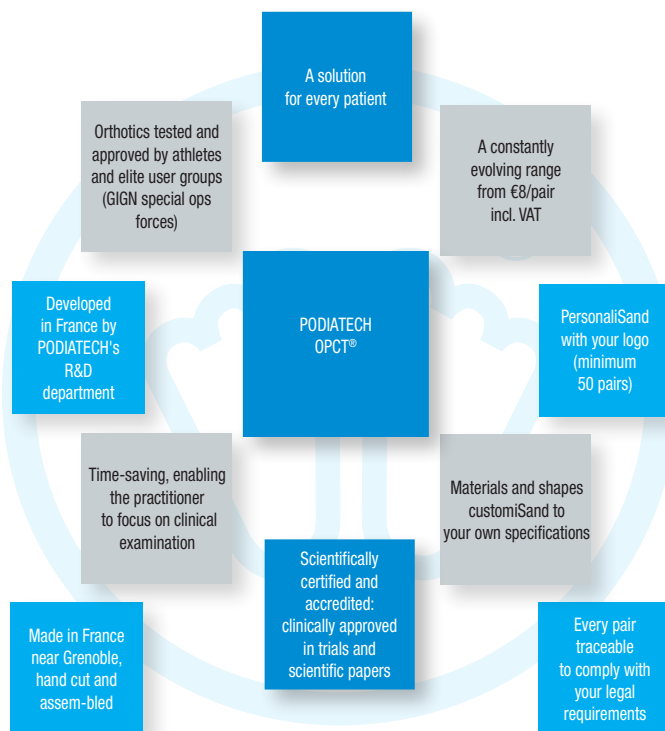 A solution
for every patient
Orthotics tested and
approved by athletes
and elite user groups
(GIGN special ops
forces)
A constantly
evolving range
from €8/pair
incl. VAT
Developed
in France by
PODIATECH's
R&D
department
PODIATECH
OPCT®
PersonaliSand
with your logo
(minimum
50 pairs)
Time-saving, enabling
the practitioner
to focus on clinical
examination
Materials and shapes
customiSand to
your own specifications
Scientifically
certified and
accredited:
clinically approved
in trials and
scientific papers
Made in France
near Grenoble,
hand cut and
assem-bled
Every pair
traceable
to comply with
your legal
requirements